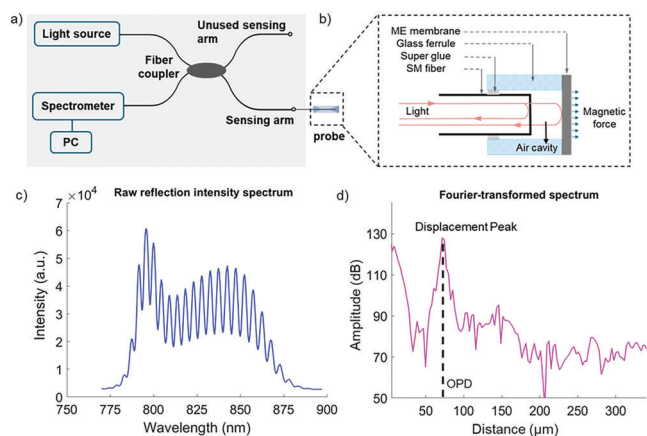 a)
Light source
Unused sensing
arm
Fiber
coupler
Spectrometer
PC
Sensing arm
probe
b)
ME membrane
Glass ferrule
Super glue
SM fiber
Light
Magnetic
force
Air cavity
c)
Raw reflection intensity spectrum
×10⁴
7
6
5
4
3
2
1
0
Intensity (a.u.)
750 775 800 825 850 875 900
Wavelength (nm)
d)
Fourier-transformed spectrum
Displacement Peak
130
110
90
70
50
Amplitude (dB)
OPD
50 100 150 200 250 300
Distance (µm)